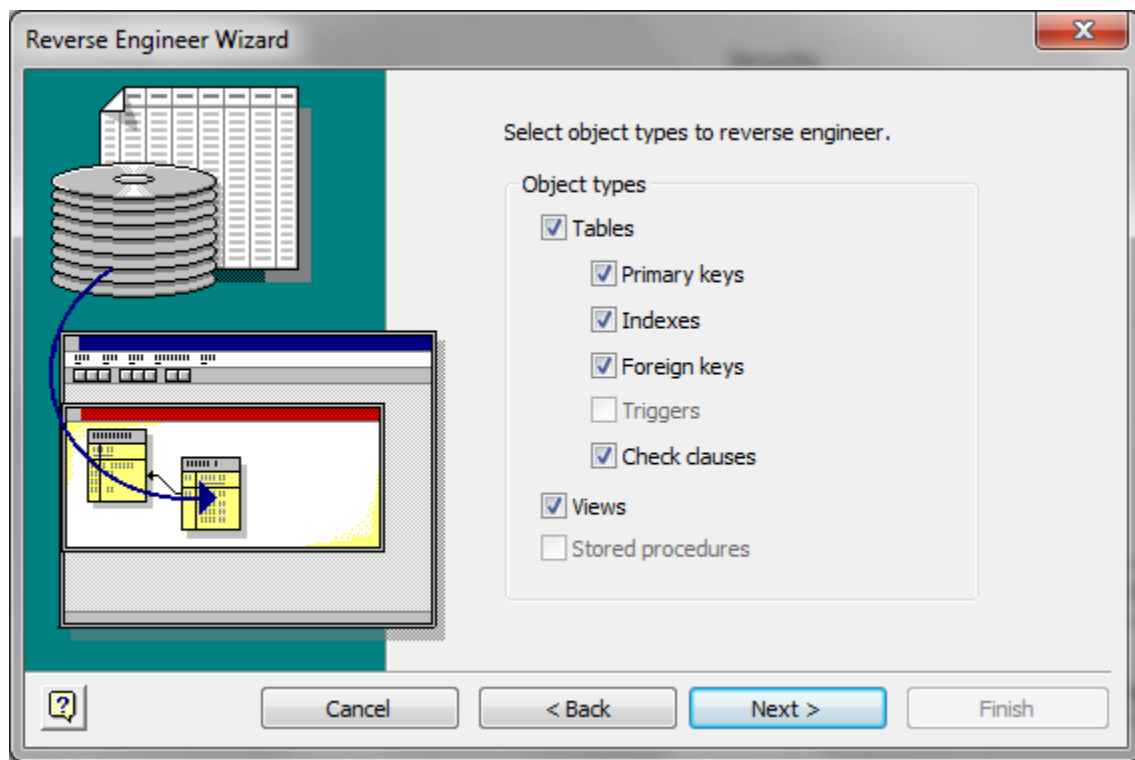 Reverse Engineer Wizard
Select object types to reverse engineer.
Object types
Tables
Primary keys
Indexes
Foreign keys
Triggers
Check clauses
Views
Stored procedures
Cancel
< Back
Next >
Finish